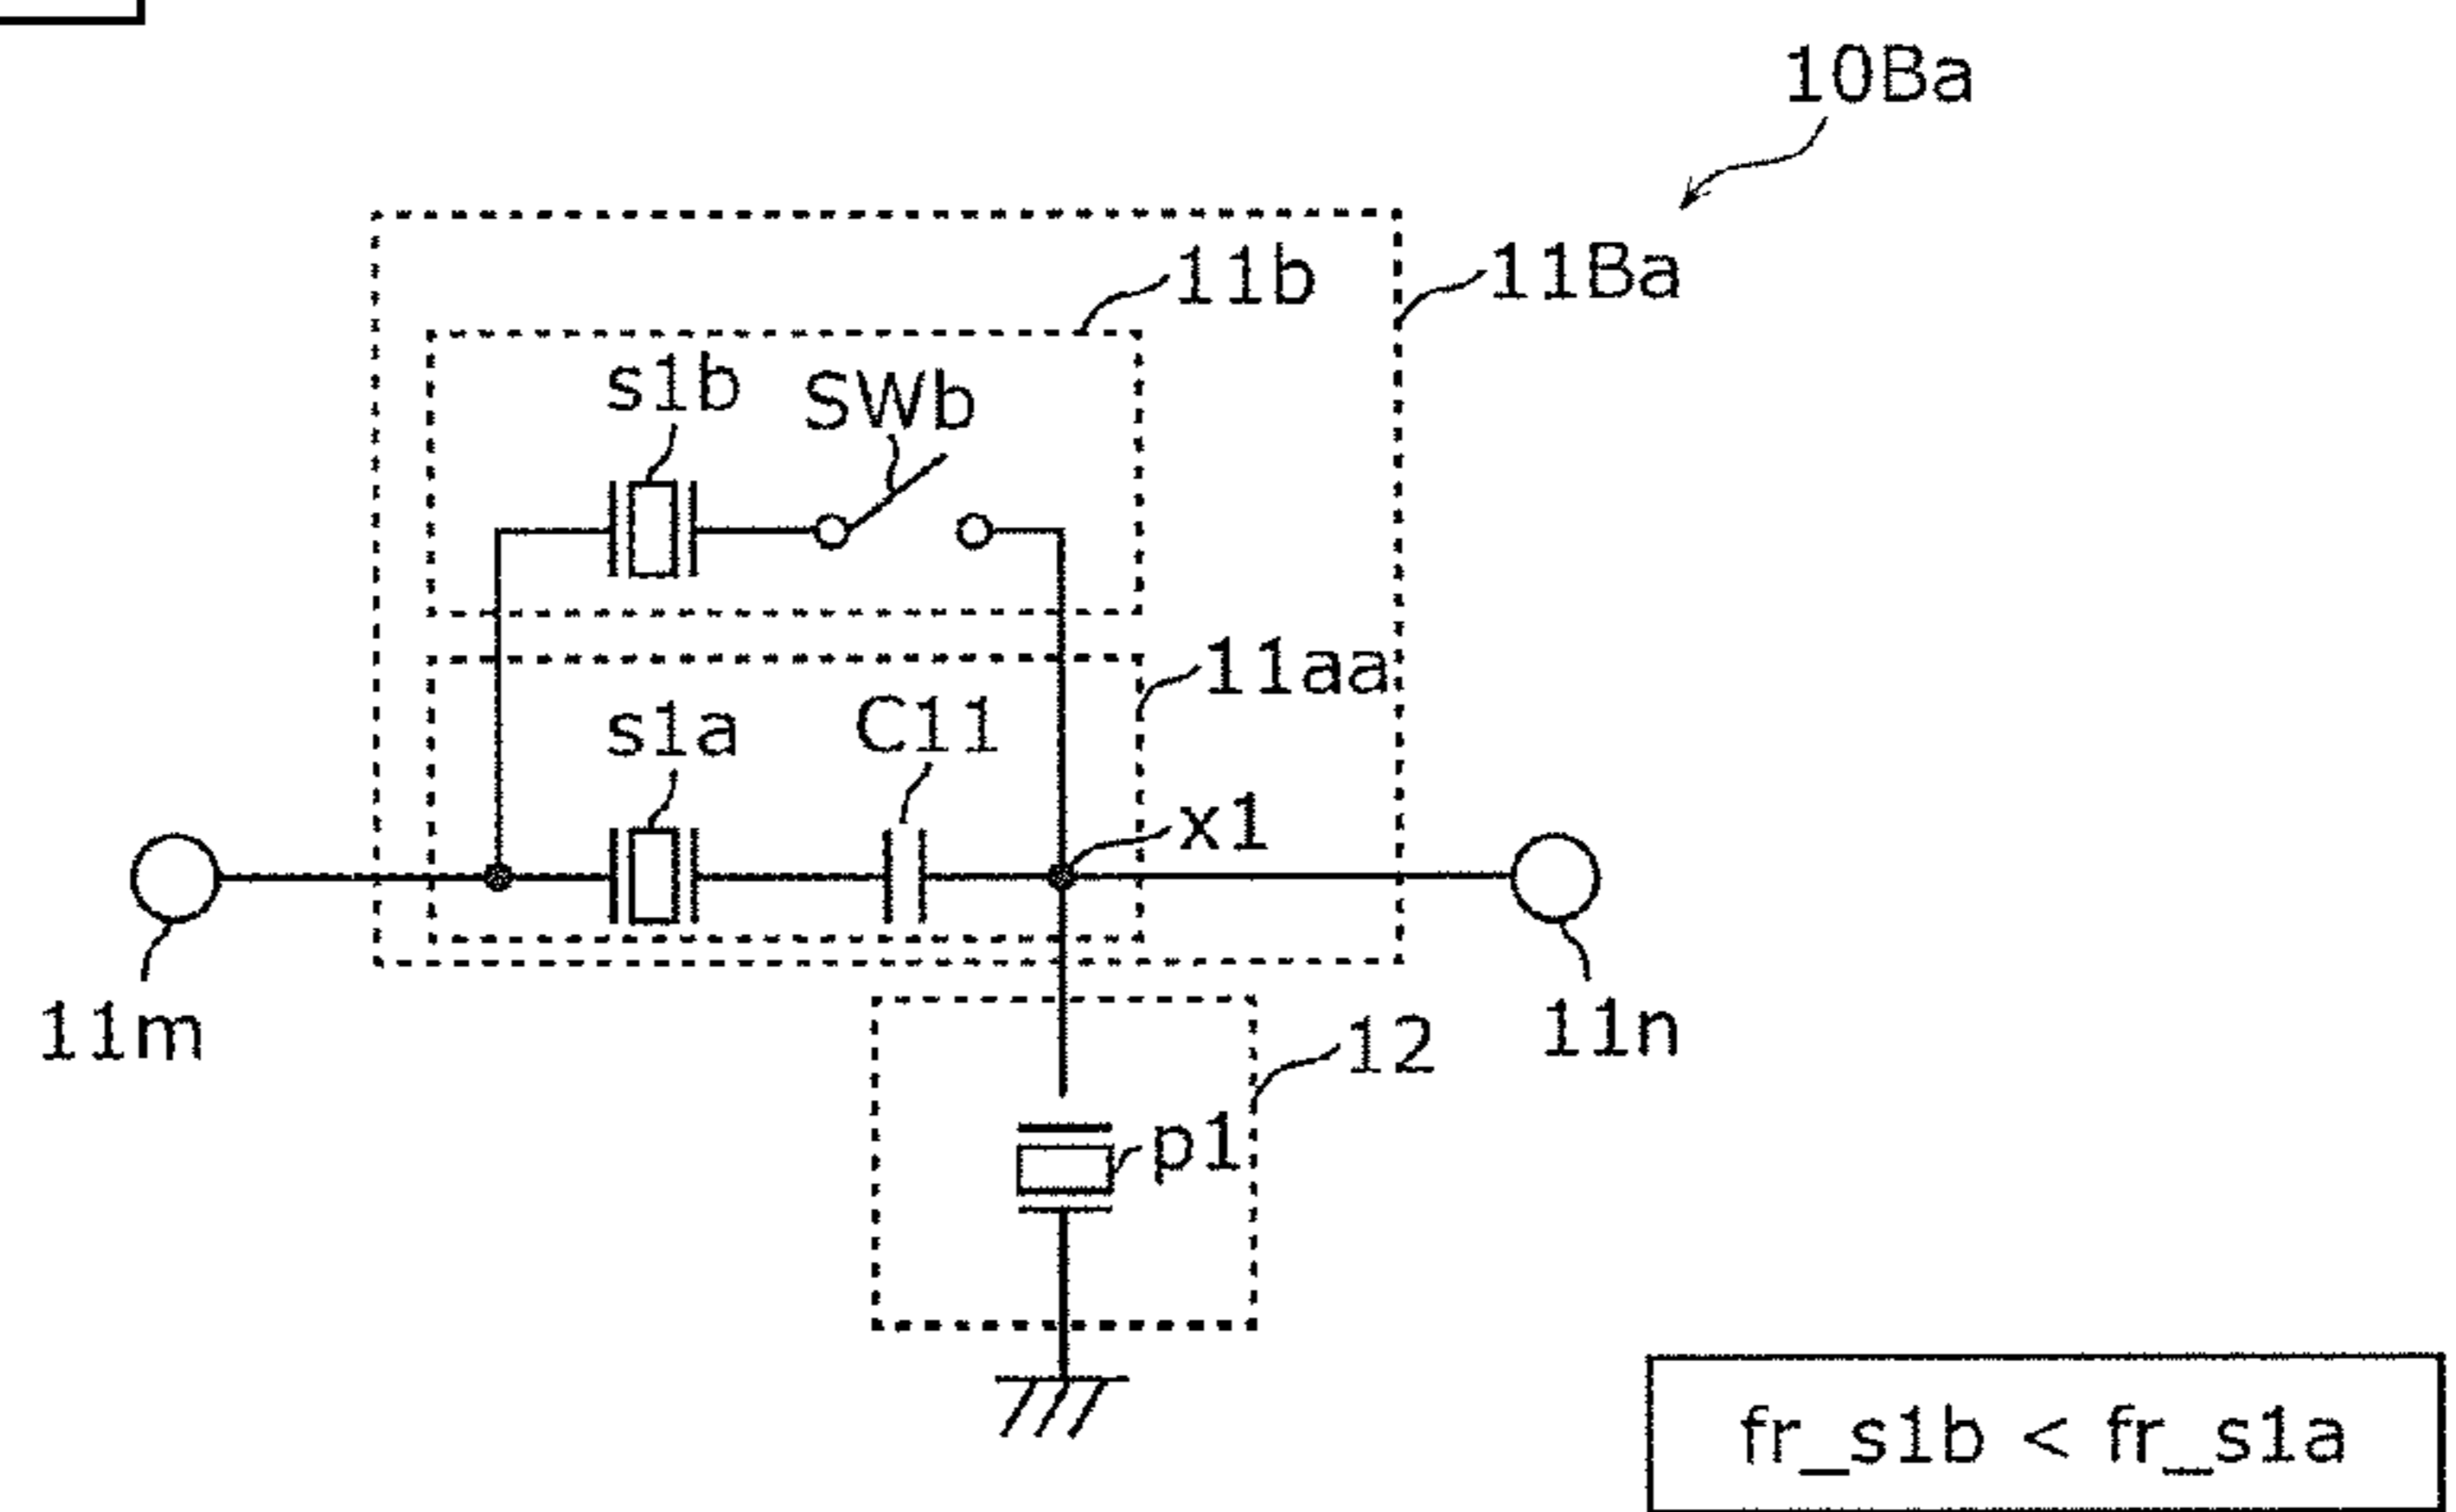 10Ba
11b
11Ba
s1b
SWb
11aa
s1a
C11
x1
11m
11n
12
p1
fr_s1b < fr_s1a